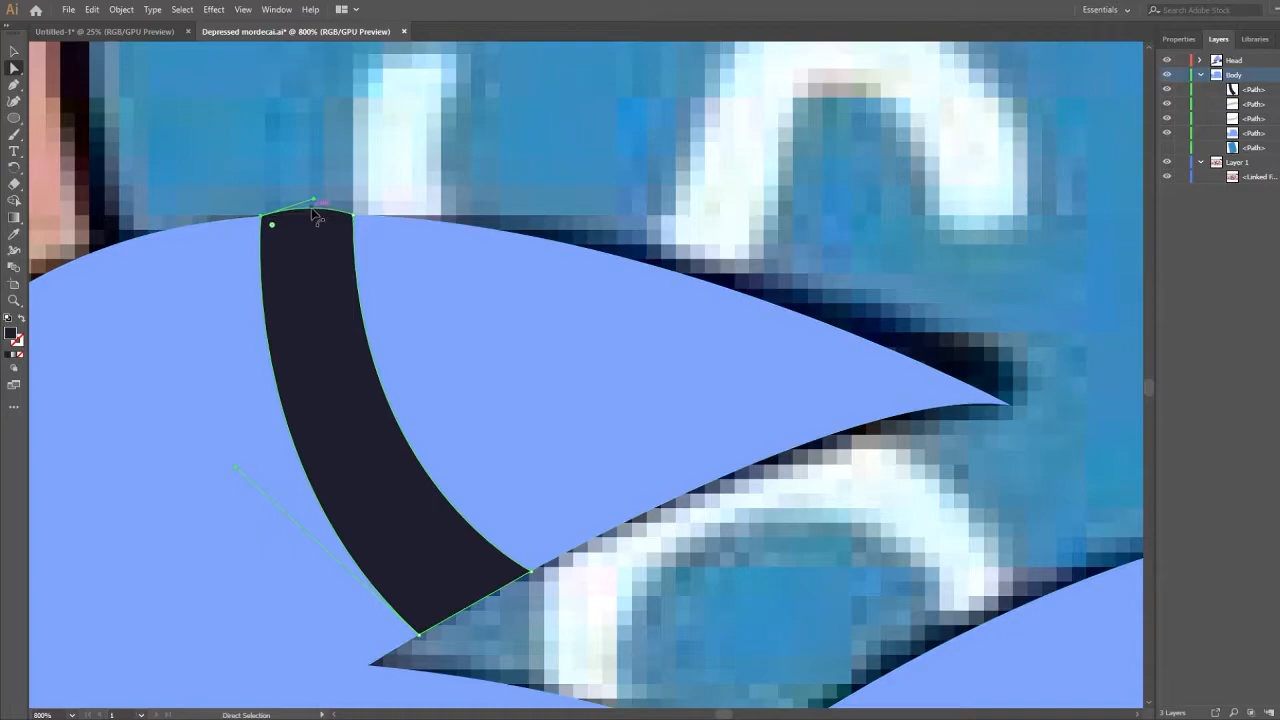 Ai File Edit Object Type Select Effect View Window Help Essentials Search Adobe Stock
Untitled-1* @ 25% (RGB/GPU Preview) × Depressed mordecai.ai* @ 800% (RGB/GPU Preview) ×
Properties Layers Libraries
Head
Body
<Path>
<Path>
<Path>
<Path>
<Path>
Layer 1
<Linked F...
800% 1 Direct Selection 3 Layers